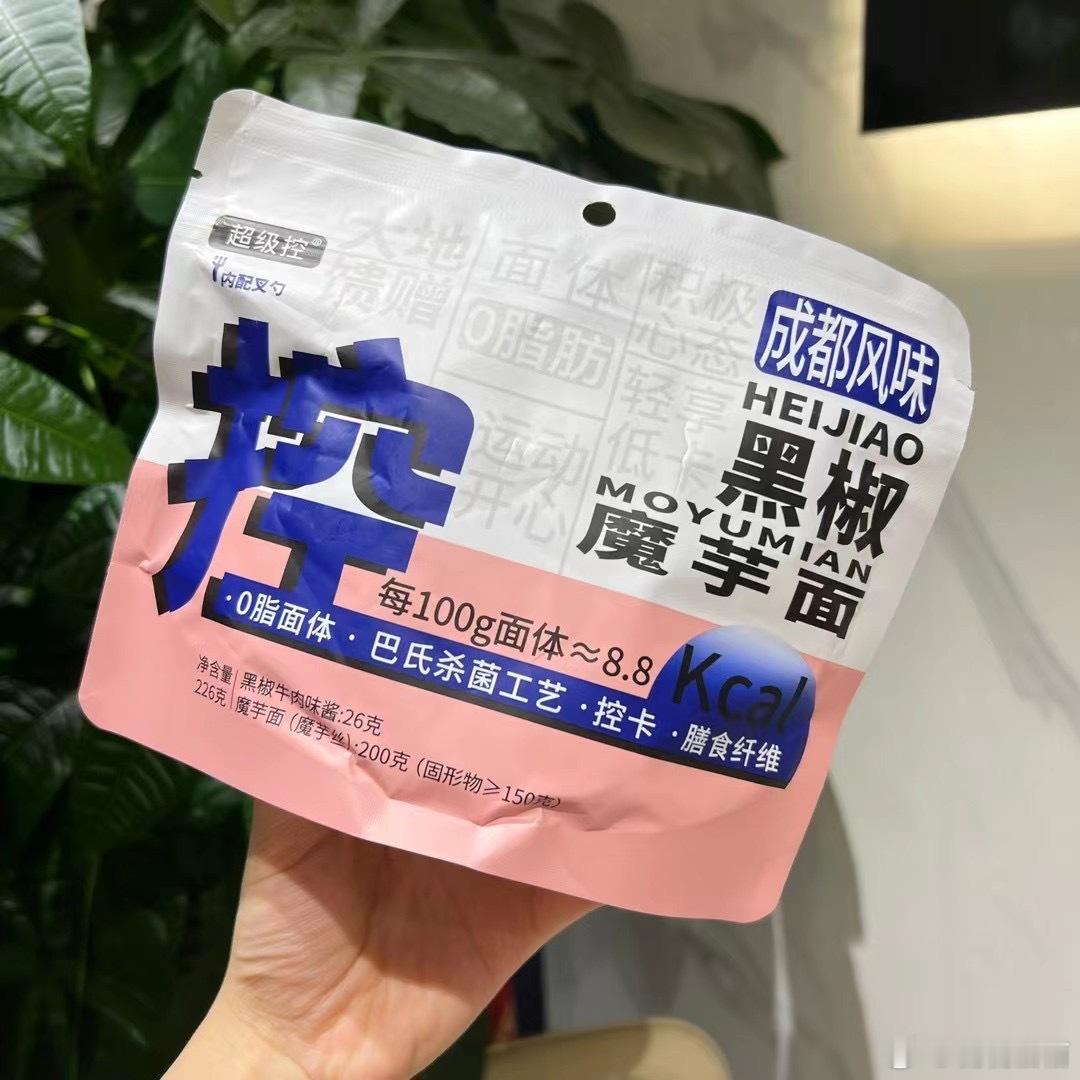 超级控®
内配叉勺
大地
馈赠
面体
0脂肪
运动
开心
积极
心态
轻享
低卡
成都风味
HEIJIAO
黑椒
MOYUMIAN
魔芋面
控
每100g面体≈8.8
Kcal
·0脂面体·巴氏杀菌工艺·控卡·膳食纤维
净含量
226克
黑椒牛肉味酱:26克
魔芋面(魔芋丝):200克(固形物≥150克)